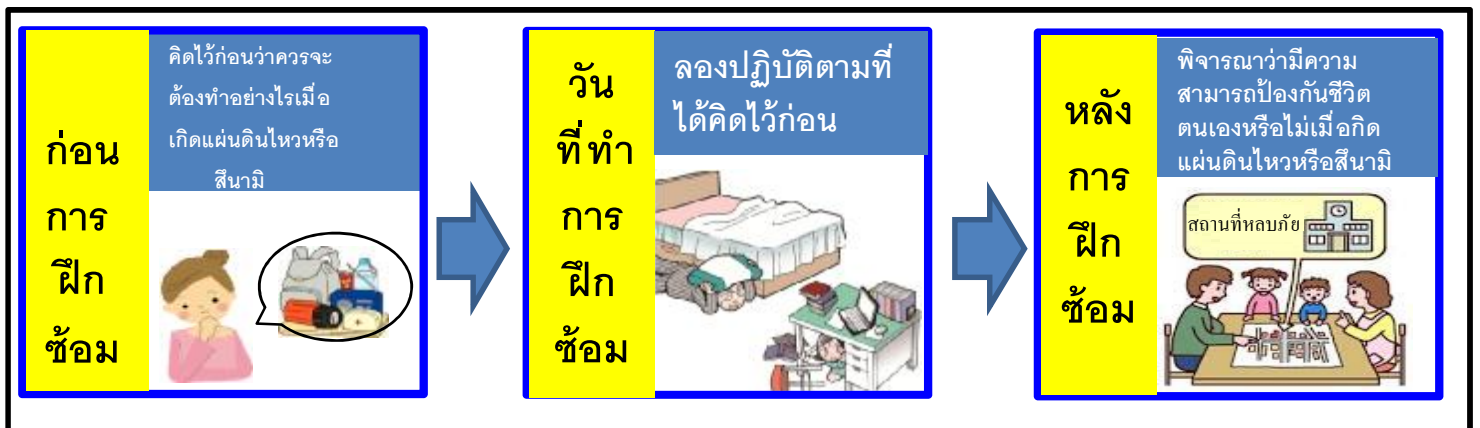 ก่อน
การ
ฝึก
ซ้อม
คิดไว้ก่อนว่าควรจะ
ต้องทำอย่างไรเมื่อ
เกิดแผ่นดินไหวหรือ
สึนามิ
วัน
ที่ทำ
การ
ฝึก
ซ้อม
ลองปฏิบัติตามที่
ได้คิดไว้ก่อน
หลัง
การ
ฝึก
ซ้อม
พิจารณาว่ามีความ
สามารถป้องกันชีวิต
ตนเองหรือไม่เมื่อกิด
แผ่นดินไหวหรือสึนามิ
สถานที่หลบภัย